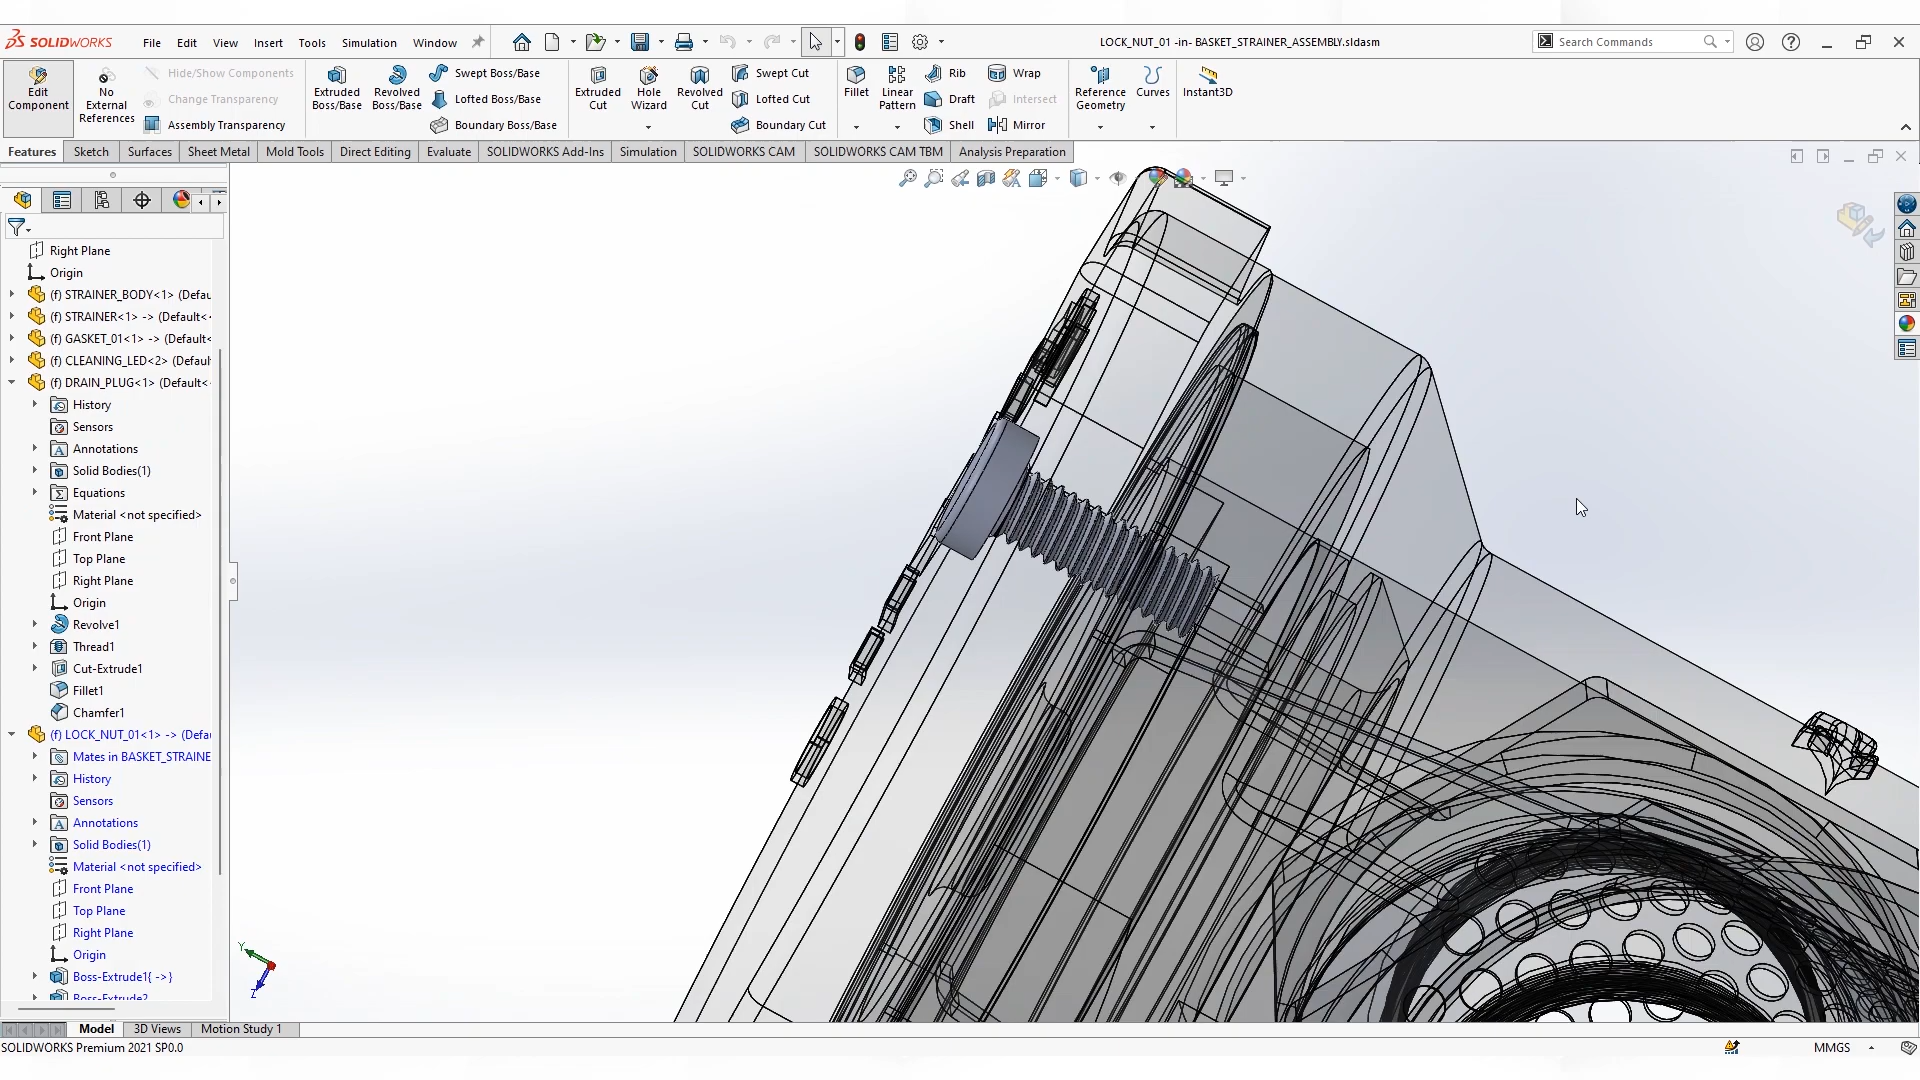 SOLIDWORKS File Edit View Insert Tools Simulation Window LOCK_NUT_01 -in- BASKET_STRAINER_ASSEMBLY.sldasm Search Commands
Edit Component
No External References
Hide/Show Components
Change Transparency
Assembly Transparency
Extruded Boss/Base
Revolved Boss/Base
Swept Boss/Base
Lofted Boss/Base
Boundary Boss/Base
Extruded Cut
Hole Wizard
Revolved Cut
Swept Cut
Lofted Cut
Boundary Cut
Fillet
Linear Pattern
Rib
Draft
Shell
Wrap
Intersect
Mirror
Reference Geometry
Curves
Instant3D
Features Sketch Surfaces Sheet Metal Mold Tools Direct Editing Evaluate SOLIDWORKS Add-Ins Simulation SOLIDWORKS CAM SOLIDWORKS CAM TBM Analysis Preparation
Right Plane
Origin
(f) STRAINER_BODY<1> (Defau
(f) STRAINER<1> -> (Default<
(f) GASKET_01<1> -> (Default<
(f) CLEANING_LED<2> (Defaul
(f) DRAIN_PLUG<1> (Default<
History
Sensors
Annotations
Solid Bodies(1)
Equations
Material <not specified>
Front Plane
Top Plane
Right Plane
Origin
Revolve1
Thread1
Cut-Extrude1
Fillet1
Chamfer1
(f) LOCK_NUT_01<1> -> (Defau
Mates in BASKET_STRAINE
History
Sensors
Annotations
Solid Bodies(1)
Material <not specified>
Front Plane
Top Plane
Right Plane
Origin
Boss-Extrude1{ ->}
Boss-Extrude2
Y
Z
Model 3D Views Motion Study 1
SOLIDWORKS Premium 2021 SP0.0 MMGS